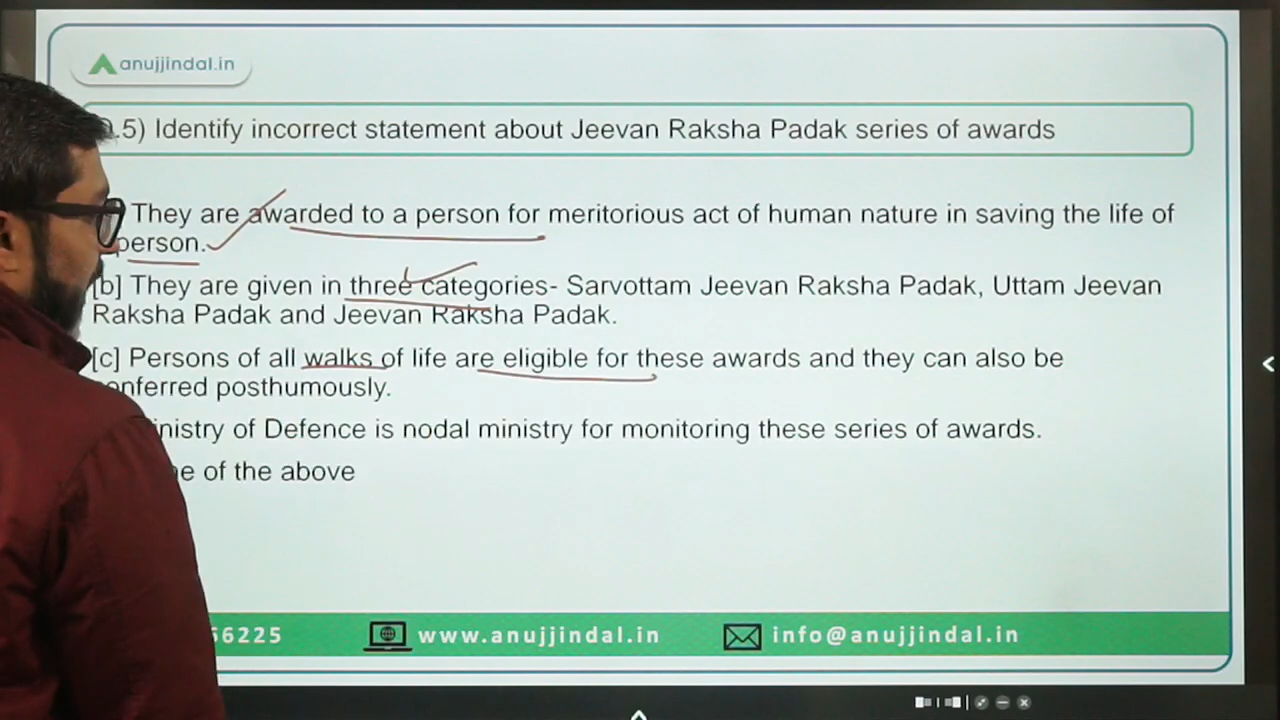 anujjindal.in
.5) Identify incorrect statement about Jeevan Raksha Padak series of awards
They are awarded to a person for meritorious act of human nature in saving the life of
person.
[b] They are given in three categories- Sarvottam Jeevan Raksha Padak, Uttam Jeevan
Raksha Padak and Jeevan Raksha Padak.
[c] Persons of all walks of life are eligible for these awards and they can also be
conferred posthumously.
inistry of Defence is nodal ministry for monitoring these series of awards.
e of the above
56225
www.anujjindal.in
info@anujjindal.in